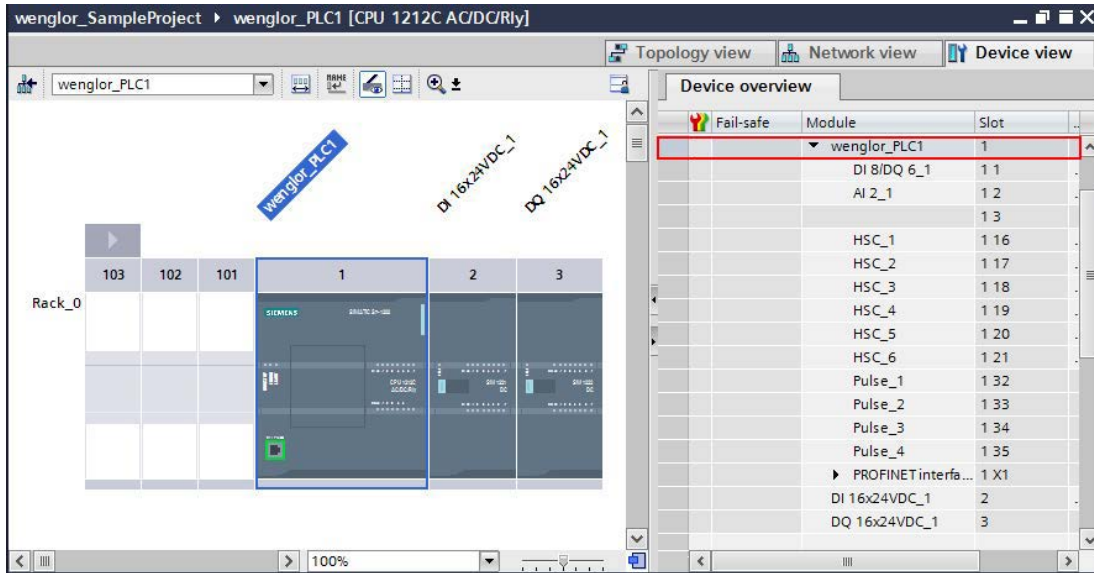 wenglor_SampleProject ▸ wenglor_PLC1 [CPU 1212C AC/DC/Rly]
Topology view
Network view
Device view
wenglor_PLC1
NAME
Device overview
Fail-safe
Module
Slot
...
wenglor_PLC1 1
DI 8/DQ 6_1 1 1
AI 2_1 1 2
1 3
HSC_1 1 16
HSC_2 1 17
HSC_3 1 18
HSC_4 1 19
HSC_5 1 20
HSC_6 1 21
Pulse_1 1 32
Pulse_2 1 33
Pulse_3 1 34
Pulse_4 1 35
PROFINET interfa... 1 X1
DI 16x24VDC_1 2
DQ 16x24VDC_1 3
wenglor_PLC1
DI 16x24VDC_1
DQ 16x24VDC_1
103 102 101 1 2 3
Rack_0
SIEMENS
100%